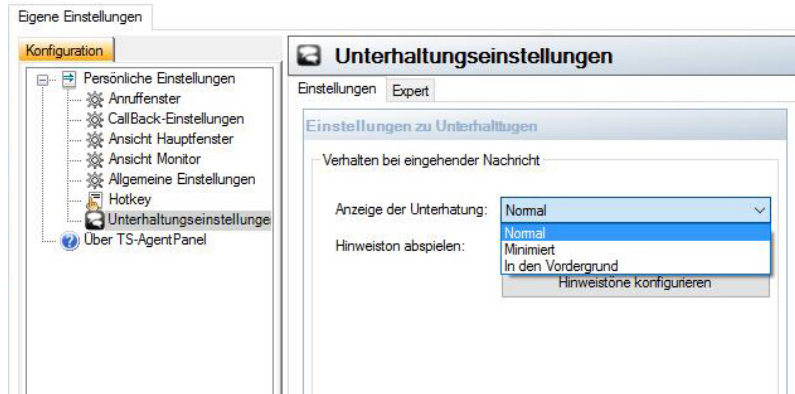 Eigene Einstellungen
Konfiguration
Persönliche Einstellungen
Anruffenster
CallBack-Einstellungen
Ansicht Hauptfenster
Ansicht Monitor
Allgemeine Einstellungen
Hotkey
Unterhaltungseinstellunge
Über TS-AgentPanel
Unterhaltungseinstellungen
Einstellungen Expert
Einstellungen zu Unterhalttugen
Verhalten bei eingehender Nachricht
Anzeige der Unterhatung: Normal
Normal
Hinweiston abspielen: Minimiert
In den Vordergrund
Hinweistöne konfigurieren